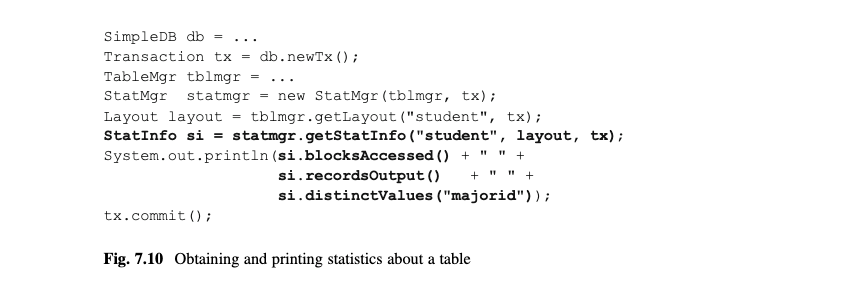 SimpleDB db = ...
Transaction tx = db.newTx();
TableMgr tblmgr = ...
StatMgr  statmgr = new StatMgr(tblmgr, tx);
Layout layout = tblmgr.getLayout("student", tx);
StatInfo si = statmgr.getStatInfo("student", layout, tx);
System.out.println(si.blocksAccessed() + " " +
                   si.recordsOutput()   + " " +
                   si.distinctValues("majorid"));
tx.commit();
Fig. 7.10 Obtaining and printing statistics about a table